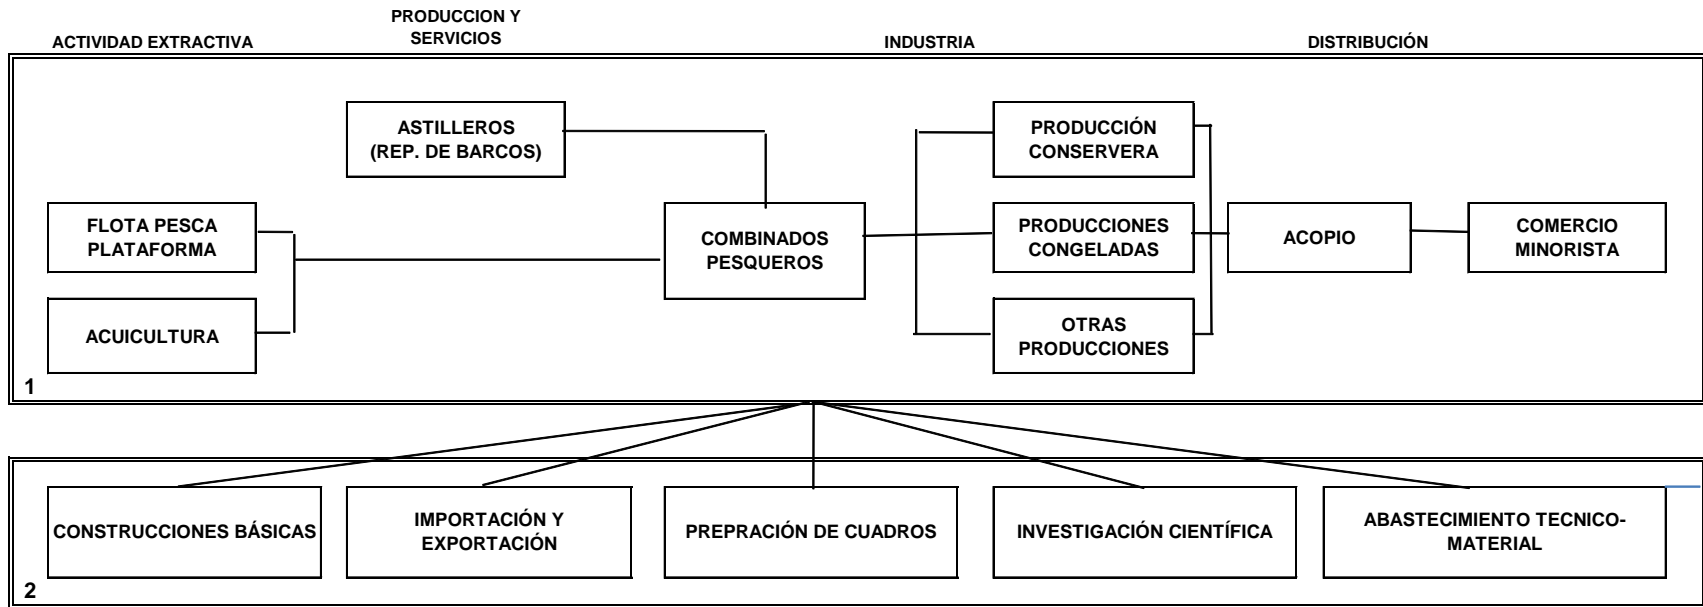 PRODUCCION Y
SERVICIOS
ACTIVIDAD EXTRACTIVA
INDUSTRIA
DISTRIBUCIÓN
ASTILLEROS
(REP. DE BARCOS)
PRODUCCIÓN
CONSERVERA
FLOTA PESCA
PLATAFORMA
COMBINADOS
PESQUEROS
PRODUCCIONES
CONGELADAS
ACOPIO
COMERCIO
MINORISTA
ACUICULTURA
OTRAS
PRODUCCIONES
1
CONSTRUCCIONES BÁSICAS
IMPORTACIÓN Y
EXPORTACIÓN
PREPRACIÓN DE CUADROS
INVESTIGACIÓN CIENTÍFICA
ABASTECIMIENTO TECNICO-
MATERIAL
2